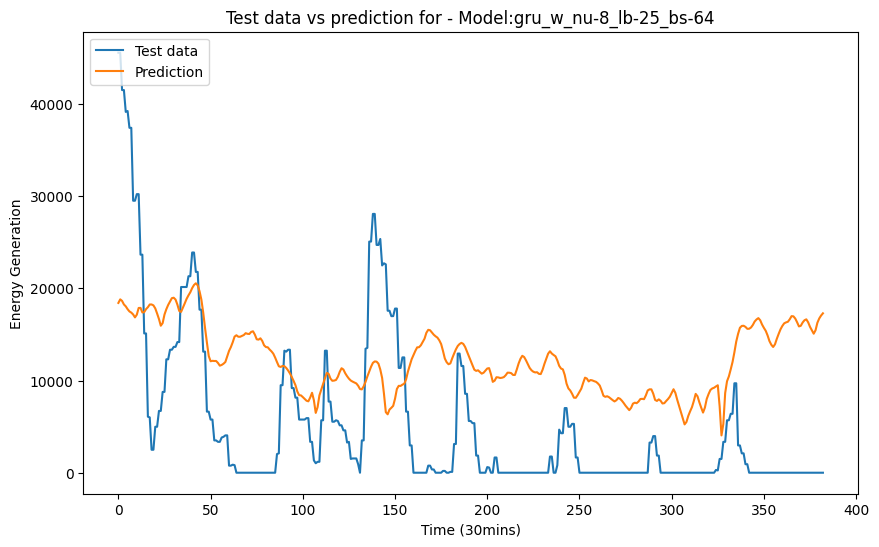 Test data vs prediction for - Model:gru_w_nu-8_lb-25_bs-64
Test data
Prediction
Energy Generation
40000
30000
20000
10000
0
0 50 100 150 200 250 300 350 400
Time (30mins)